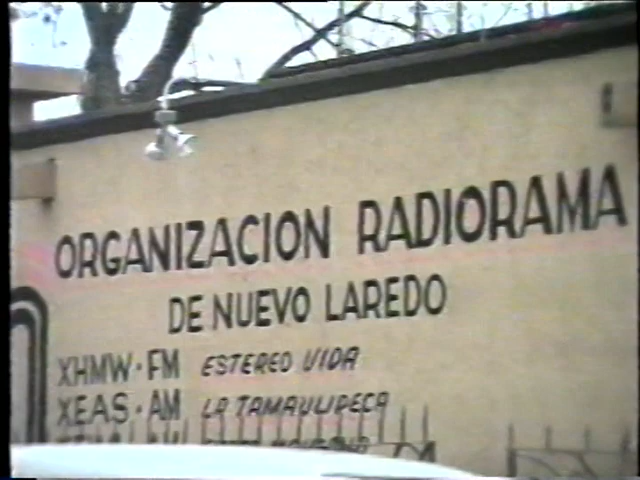 ORGANIZACION RADIORAMA
DE NUEVO LAREDO
XHMW·FM ESTEREO VIDA
XEAS·AM LA TAMAULIPECA